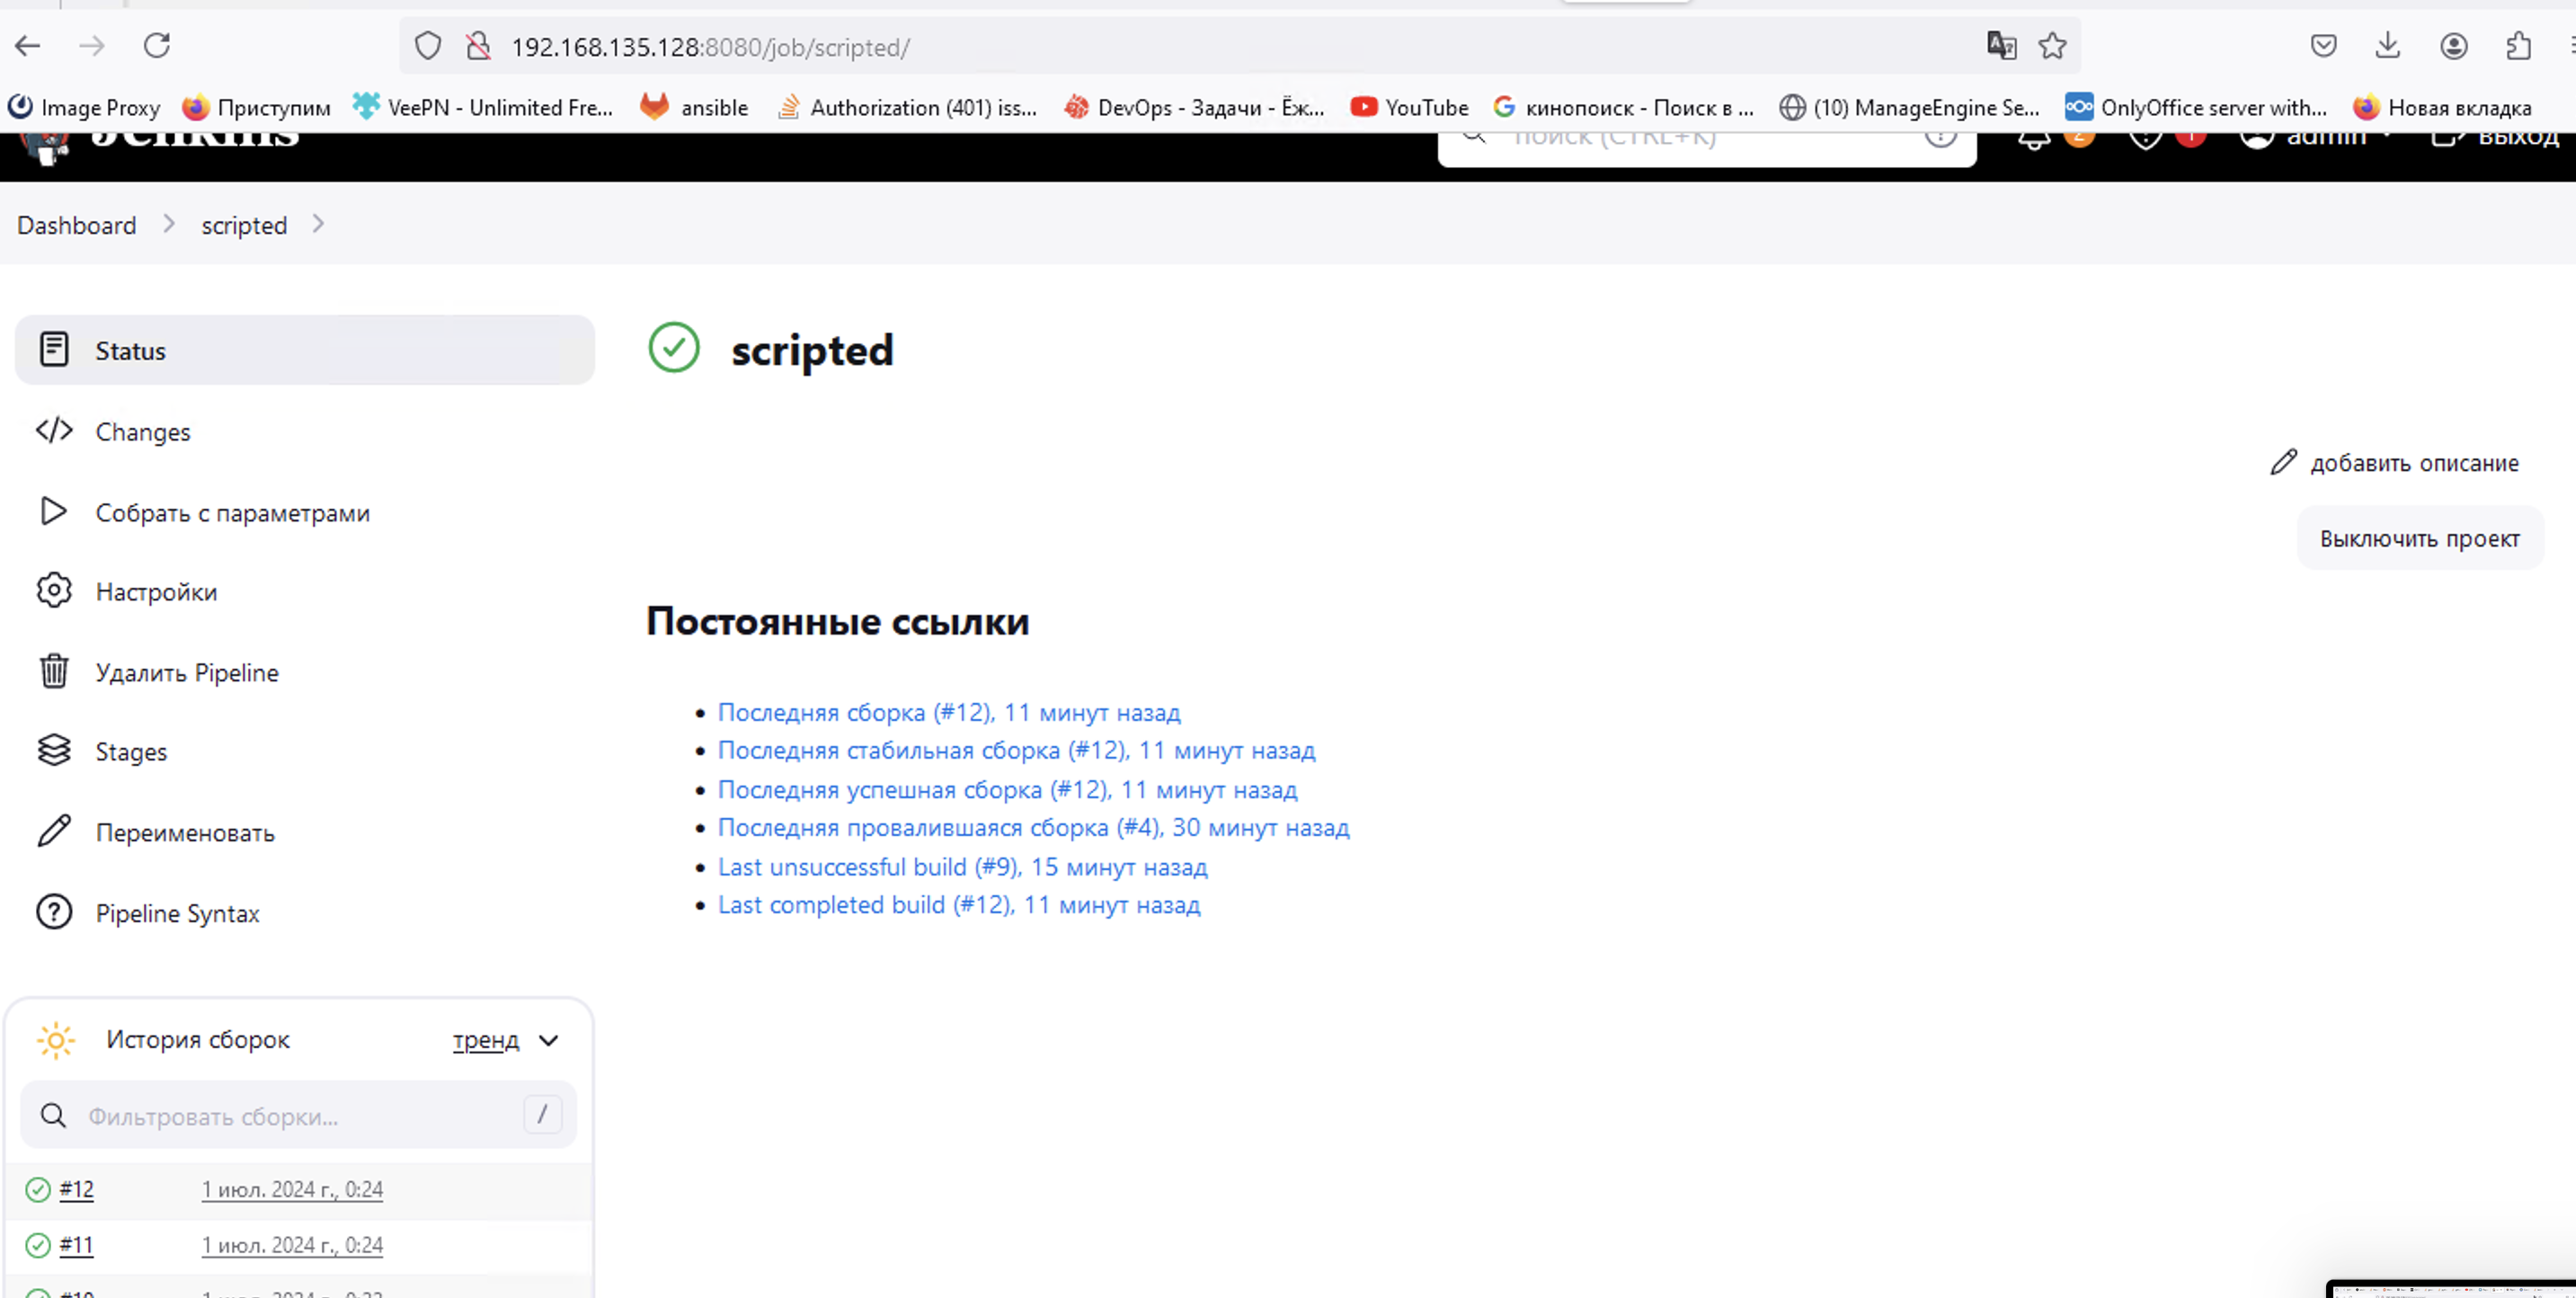 192.168.135.128:8080/job/scripted/
Image Proxy Приступим VeePN - Unlimited Fre... ansible Authorization (401) iss... DevOps - Задачи - Ёж... YouTube кинопоиск - Поиск в ... (10) ManageEngine Se... OnlyOffice server with... Новая вкладка
Jenkins поиск (CTRL+K) 2 1 admin выход
Dashboard scripted
Status
scripted
Changes
добавить описание
Собрать с параметрами
Выключить проект
Настройки
Постоянные ссылки
Удалить Pipeline
Последняя сборка (#12), 11 минут назад
Stages
Последняя стабильная сборка (#12), 11 минут назад
Последняя успешная сборка (#12), 11 минут назад
Переименовать
Последняя провалившаяся сборка (#4), 30 минут назад
Last unsuccessful build (#9), 15 минут назад
Last completed build (#12), 11 минут назад
Pipeline Syntax
История сборок тренд
Фильтровать сборки... /
#12 1 июл. 2024 г., 0:24
#11 1 июл. 2024 г., 0:24